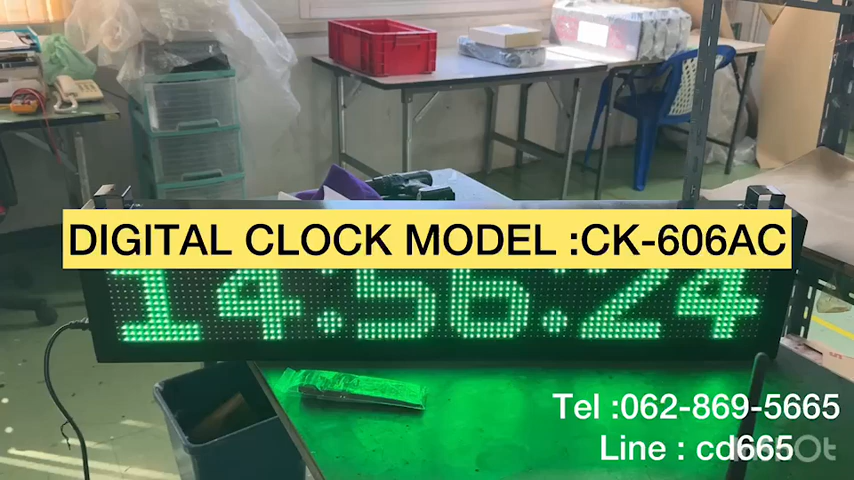 DIGITAL CLOCK MODEL :CK-606AC
14:56:24
Tel :062-869-5665
Line : cd665